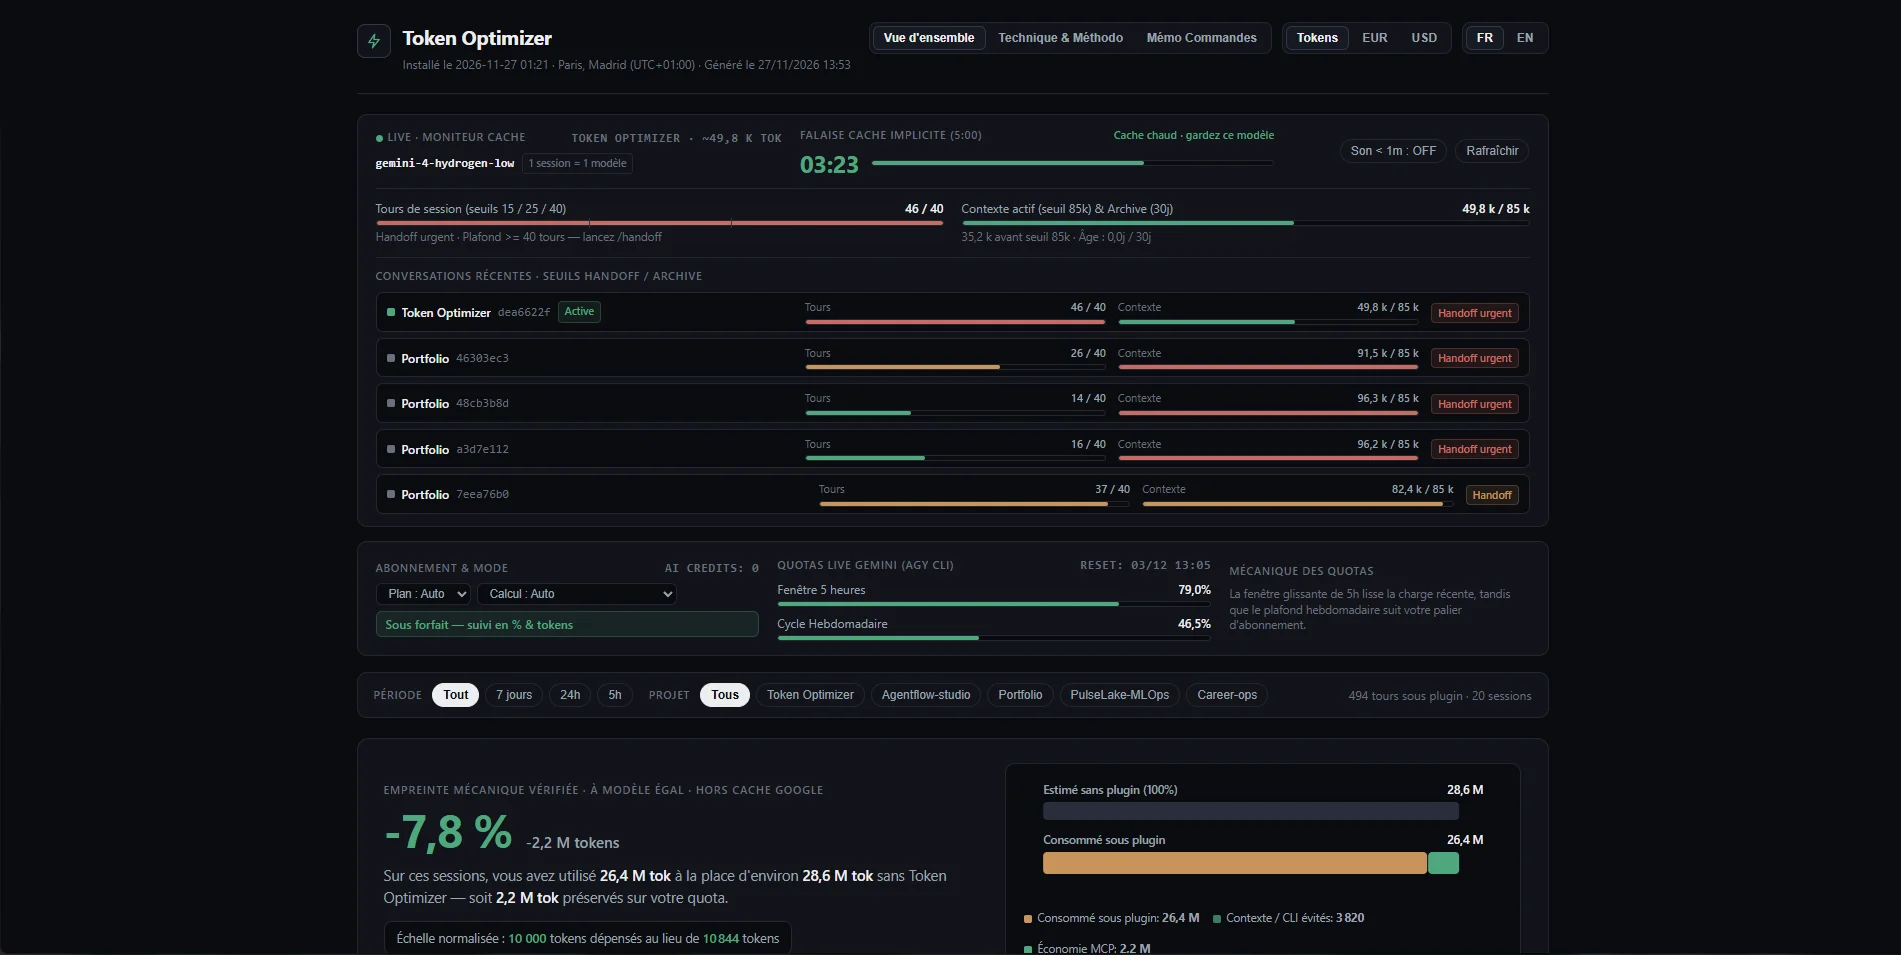 Token Optimizer
Installé le 2026-11-27 01:21 · Paris, Madrid (UTC+01:00) · Généré le 27/11/2026 13:53
Vue d'ensemble Technique & Méthodo Mémo Commandes
Tokens EUR USD
FR EN
LIVE · MONITEUR CACHE
TOKEN OPTIMIZER · ~49,8 K TOK
gemini-4-hydrogen-low 1 session = 1 modèle
FALAISE CACHE IMPLICITE (5:00)
Cache chaud · gardez ce modèle
03:23
Son < 1m : OFF Rafraîchir
Tours de session (seuils 15 / 25 / 40) 46 / 40
Handoff urgent · Plafond >= 40 tours — lancez /handoff
Contexte actif (seuil 85k) & Archive (30j) 49,8 k / 85 k
35,2 k avant seuil 85k · Âge : 0,0j / 30j
CONVERSATIONS RÉCENTES · SEUILS HANDOFF / ARCHIVE
Token Optimizer dea6622f Active Tours 46 / 40 Contexte 49,8 k / 85 k Handoff urgent
Portfolio 46303ec3 Tours 26 / 40 Contexte 91,5 k / 85 k Handoff urgent
Portfolio 48cb3b8d Tours 14 / 40 Contexte 96,3 k / 85 k Handoff urgent
Portfolio a3d7e112 Tours 16 / 40 Contexte 96,2 k / 85 k Handoff urgent
Portfolio 7eea76b0 Tours 37 / 40 Contexte 82,4 k / 85 k Handoff
ABONNEMENT & MODE AI CREDITS: 0
Plan : Auto Calcul : Auto
Sous forfait — suivi en % & tokens
QUOTAS LIVE GEMINI (AGY CLI) RESET: 03/12 13:05
Fenêtre 5 heures 79,0%
Cycle Hebdomadaire 46,5%
MÉCANIQUE DES QUOTAS
La fenêtre glissante de 5h lisse la charge récente, tandis
que le plafond hebdomadaire suit votre palier
d'abonnement.
PÉRIODE Tout 7 jours 24h 5h PROJET Tous Token Optimizer Agentflow-studio Portfolio PulseLake-MLOps Career-ops 494 tours sous plugin · 20 sessions
EMPREINTE MÉCANIQUE VÉRIFIÉE · À MODÈLE ÉGAL · HORS CACHE GOOGLE
-7,8 % -2,2 M tokens
Sur ces sessions, vous avez utilisé 26,4 M tok à la place d'environ 28,6 M tok sans Token
Optimizer — soit 2,2 M tok préservés sur votre quota.
Échelle normalisée : 10 000 tokens dépensés au lieu de 10 844 tokens
Estimé sans plugin (100%) 28,6 M
Consommé sous plugin 26,4 M
Consommé sous plugin: 26,4 M Contexte / CLI évités: 3 820
Économie MCP: 2,2 M